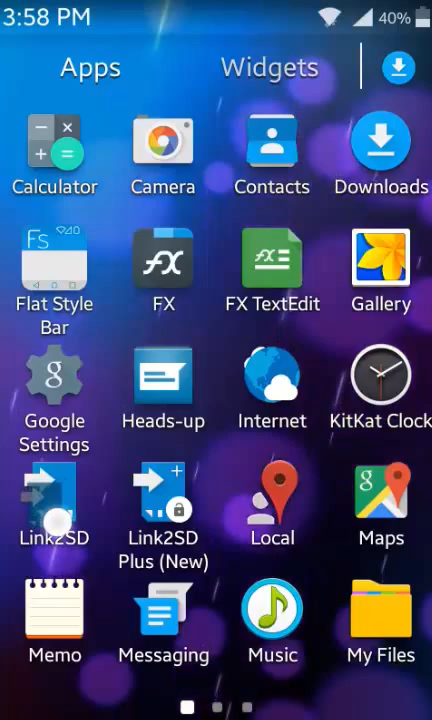 3:58 PM 40%
Apps Widgets
Calculator Camera Contacts Downloads
Fs
FX
Flat Style Bar FX FX TextEdit Gallery
g
Google Settings Heads-up Internet KitKat Clock
g
Link2SD Link2SD Plus (New) Local Maps
Memo Messaging Music My Files